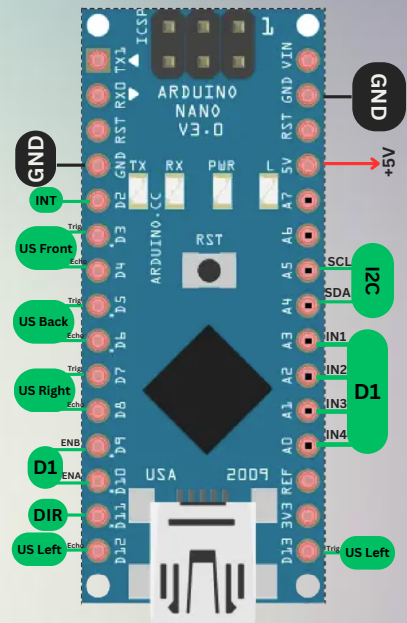 ICSP
1
TX1
VIN
RX0
ARDUINO
NANO
V3.0
GND
GND
RST
RST
GND
GND
TX
RX
PWR
L
5V
+5V
INT
D2
ARDUINO.CC
A7
Trig
D3
US Front
Echo
D4
RST
A6
A5
SCL
I2C
A4
SDA
Trig
D5
US Back
Echo
D6
A3
IN1
A2
IN2
D1
A1
IN3
A0
IN4
Trig
D7
US Right
Echo
D8
ENB
D9
D1
ENA
D10
USA
2009
REF
DIR
D11
3V3
US Left
Echo
D12
D13
Trig
US Left